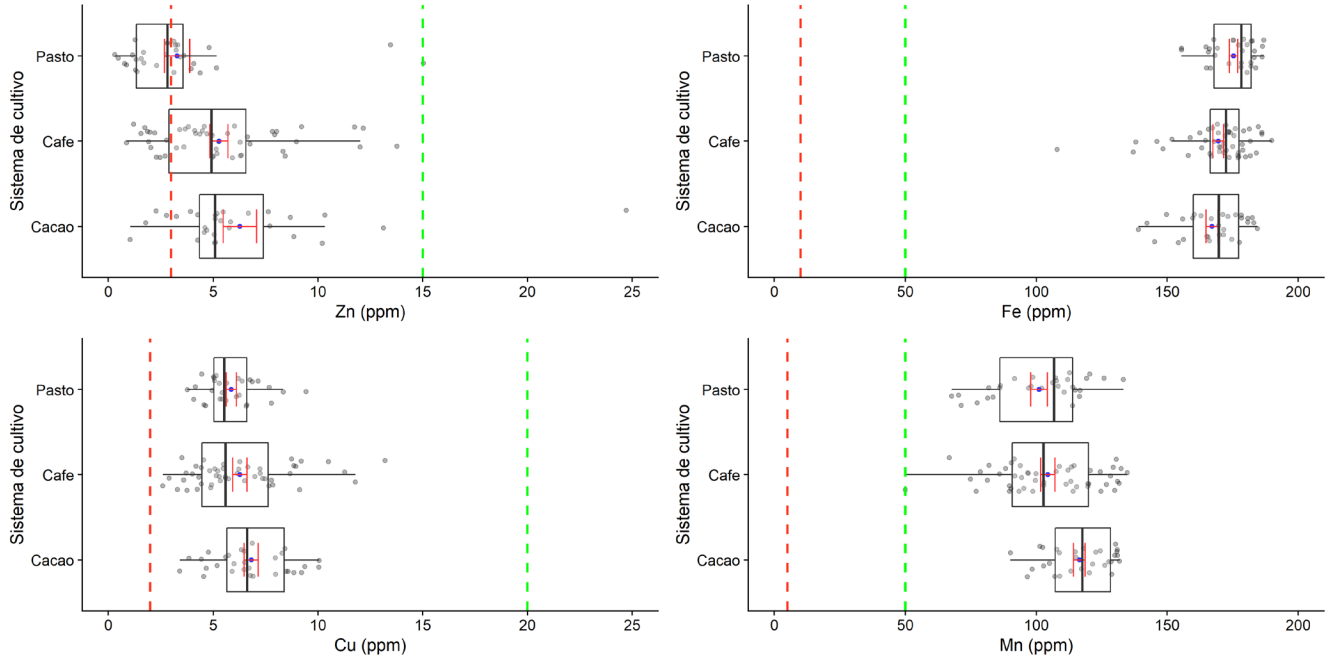 Sistema de cultivo
Pasto
Cafe
Cacao
0 5 10 15 20 25
Zn (ppm)
Sistema de cultivo
Pasto
Cafe
Cacao
0 50 100 150 200
Fe (ppm)
Sistema de cultivo
Pasto
Cafe
Cacao
0 5 10 15 20 25
Cu (ppm)
Sistema de cultivo
Pasto
Cafe
Cacao
0 50 100 150 200
Mn (ppm)